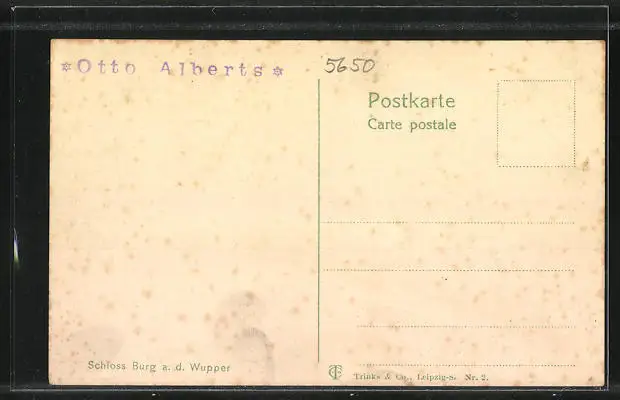 *Otto Alberts*
5650
Postkarte
Carte postale
Schloss Burg a. d. Wupper
Trinks & Co., Leipzig-S. Nr. 2.